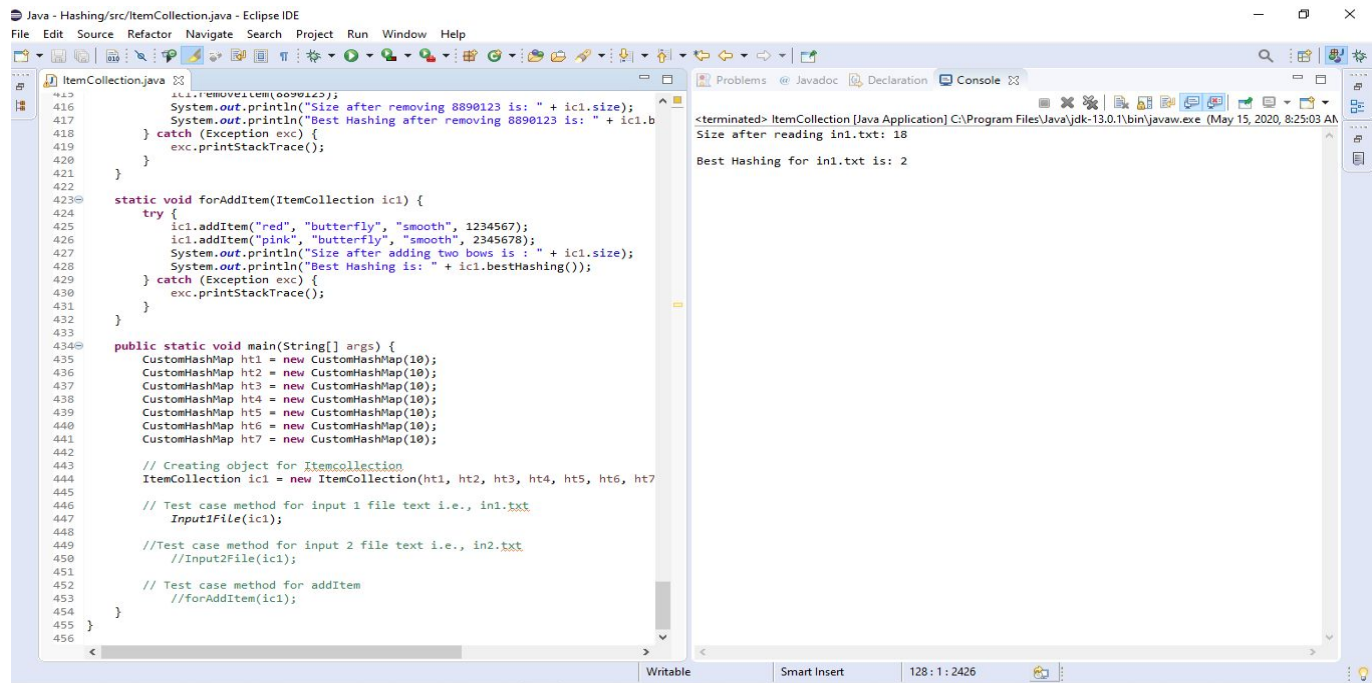 Java - Hashing/src/ItemCollection.java - Eclipse IDE
File Edit Source Refactor Navigate Search Project Run Window Help
ItemCollection.java
415 ic1.removeItem(8890123);
416 System.out.println("Size after removing 8890123 is: " + ic1.size);
417 System.out.println("Best Hashing after removing 8890123 is: " + ic1.b
418 } catch (Exception exc) {
419 exc.printStackTrace();
420 }
421 }
422
423 static void forAddItem(ItemCollection ic1) {
424 try {
425 ic1.addItem("red", "butterfly", "smooth", 1234567);
426 ic1.addItem("pink", "butterfly", "smooth", 2345678);
427 System.out.println("Size after adding two bows is : " + ic1.size);
428 System.out.println("Best Hashing is: " + ic1.bestHashing());
429 } catch (Exception exc) {
430 exc.printStackTrace();
431 }
432 }
433
434 public static void main(String[] args) {
435 CustomHashMap ht1 = new CustomHashMap(10);
436 CustomHashMap ht2 = new CustomHashMap(10);
437 CustomHashMap ht3 = new CustomHashMap(10);
438 CustomHashMap ht4 = new CustomHashMap(10);
439 CustomHashMap ht5 = new CustomHashMap(10);
440 CustomHashMap ht6 = new CustomHashMap(10);
441 CustomHashMap ht7 = new CustomHashMap(10);
442
443 // Creating object for Itemcollection
444 ItemCollection ic1 = new ItemCollection(ht1, ht2, ht3, ht4, ht5, ht6, ht7
445
446 // Test case method for input 1 file text i.e., in1.txt
447 Input1File(ic1);
448
449 //Test case method for input 2 file text i.e., in2.txt
450 //Input2File(ic1);
451
452 // Test case method for addItem
453 //forAddItem(ic1);
454 }
455 }
456
Problems @ Javadoc Declaration Console
<terminated> ItemCollection [Java Application] C:\Program Files\Java\jdk-13.0.1\bin\javaw.exe (May 15, 2020, 8:25:03 AM
Size after reading in1.txt: 18
Best Hashing for in1.txt is: 2
Writable Smart Insert 128 : 1 : 2426